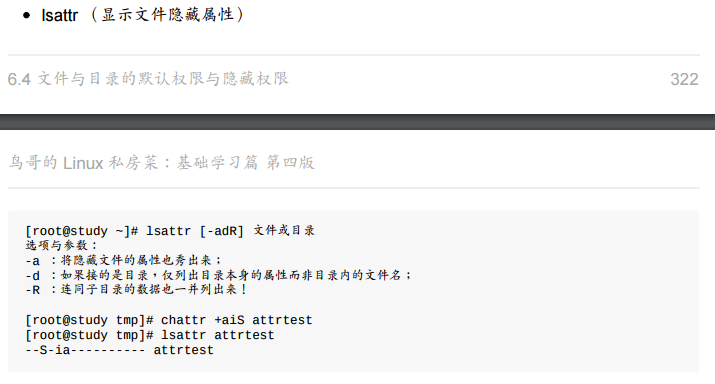 • lsattr （显示文件隐藏属性）
6.4 文件与目录的默认权限与隐藏权限 322
鸟哥的 Linux 私房菜：基础学习篇 第四版
[root@study ~]# lsattr [-adR] 文件或目录
选项与参数：
-a ：将隐藏文件的属性也秀出来；
-d ：如果接的是目录，仅列出目录本身的属性而非目录内的文件名；
-R ：连同子目录的数据也一并列出来！
[root@study tmp]# chattr +aiS attrtest
[root@study tmp]# lsattr attrtest
--S-ia---------- attrtest